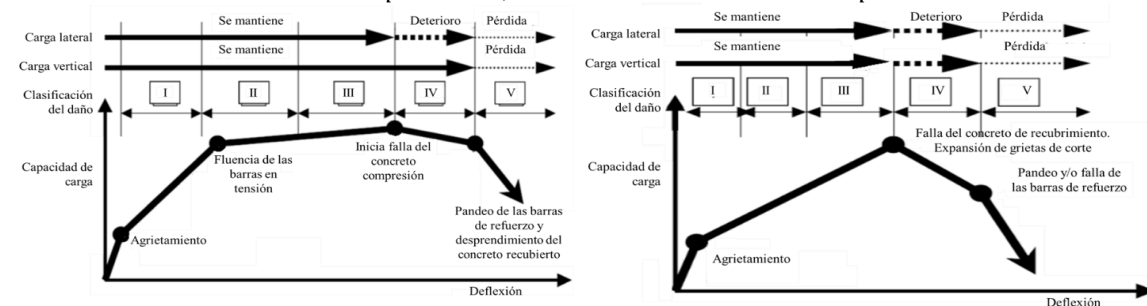 Se mantiene
Deterioro
Pérdida
Carga lateral
Se mantiene
Pérdida
Carga vertical
Clasificación
del daño
I
II
III
IV
V
Capacidad de
carga
Fluencia de las
barras en
tensión
Inicia falla del
concreto
compresión
Agrietamiento
Pandeo de las barras
de refuerzo y
desprendimiento del
concreto recubierto
Deflexión
Se mantiene
Deterioro
Pérdida
Carga lateral
Se mantiene
Pérdida
Carga vertical
Clasificación
del daño
I
II
III
IV
V
Capacidad de
carga
Falla del concreto de recubrimiento.
Expansión de grietas de corte
Pandeo y/o falla de
las barras de refuerzo
Agrietamiento
Deflexión